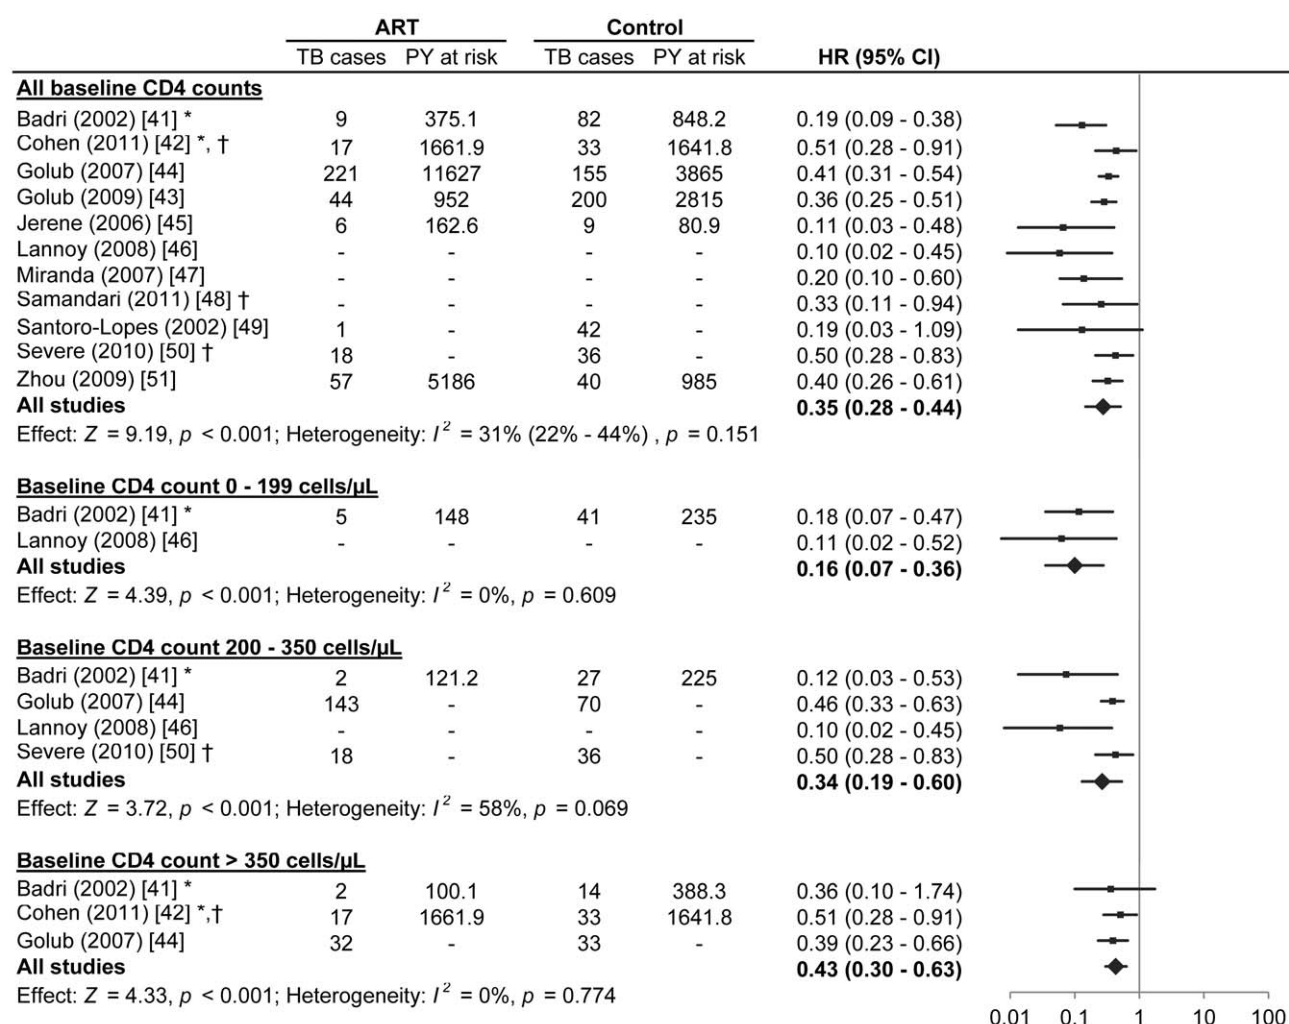 ART Control
TB cases PY at risk TB cases PY at risk HR (95% CI)
All baseline CD4 counts
Badri (2002) [41] * 9 375.1 82 848.2 0.19 (0.09 - 0.38)
Cohen (2011) [42] *, † 17 1661.9 33 1641.8 0.51 (0.28 - 0.91)
Golub (2007) [44] 221 11627 155 3865 0.41 (0.31 - 0.54)
Golub (2009) [43] 44 952 200 2815 0.36 (0.25 - 0.51)
Jerene (2006) [45] 6 162.6 9 80.9 0.11 (0.03 - 0.48)
Lannoy (2008) [46] - - - - 0.10 (0.02 - 0.45)
Miranda (2007) [47] - - - - 0.20 (0.10 - 0.60)
Samandari (2011) [48] † - - - - 0.33 (0.11 - 0.94)
Santoro-Lopes (2002) [49] 1 - 42 - 0.19 (0.03 - 1.09)
Severe (2010) [50] † 18 - 36 - 0.50 (0.28 - 0.83)
Zhou (2009) [51] 57 5186 40 985 0.40 (0.26 - 0.61)
All studies 0.35 (0.28 - 0.44)
Effect: Z = 9.19, p < 0.001; Heterogeneity: I² = 31% (22% - 44%) , p = 0.151
Baseline CD4 count 0 - 199 cells/µL
Badri (2002) [41] * 5 148 41 235 0.18 (0.07 - 0.47)
Lannoy (2008) [46] - - - - 0.11 (0.02 - 0.52)
All studies 0.16 (0.07 - 0.36)
Effect: Z = 4.39, p < 0.001; Heterogeneity: I² = 0%, p = 0.609
Baseline CD4 count 200 - 350 cells/µL
Badri (2002) [41] * 2 121.2 27 225 0.12 (0.03 - 0.53)
Golub (2007) [44] 143 - 70 - 0.46 (0.33 - 0.63)
Lannoy (2008) [46] - - - - 0.10 (0.02 - 0.45)
Severe (2010) [50] † 18 - 36 - 0.50 (0.28 - 0.83)
All studies 0.34 (0.19 - 0.60)
Effect: Z = 3.72, p < 0.001; Heterogeneity: I² = 58%, p = 0.069
Baseline CD4 count > 350 cells/µL
Badri (2002) [41] * 2 100.1 14 388.3 0.36 (0.10 - 1.74)
Cohen (2011) [42] *,† 17 1661.9 33 1641.8 0.51 (0.28 - 0.91)
Golub (2007) [44] 32 - 33 - 0.39 (0.23 - 0.66)
All studies 0.43 (0.30 - 0.63)
Effect: Z = 4.33, p < 0.001; Heterogeneity: I² = 0%, p = 0.774
0.01 0.1 1 10 100